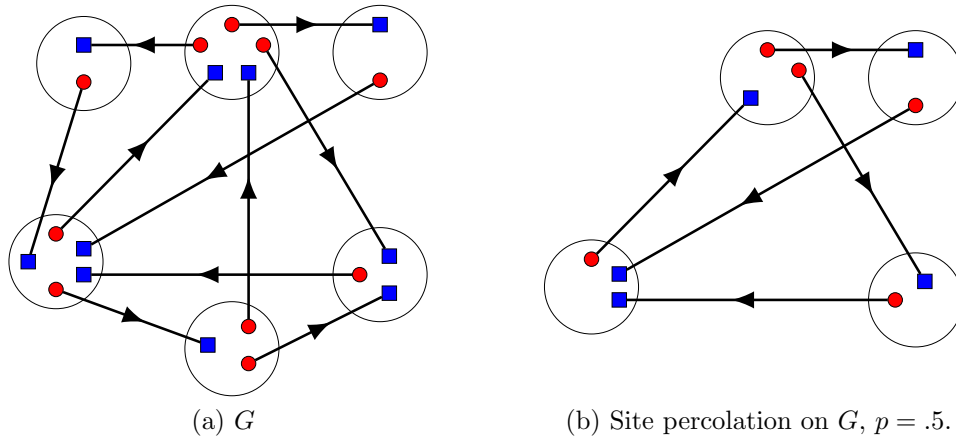 (a) G
(b) Site percolation on G, p = .5.